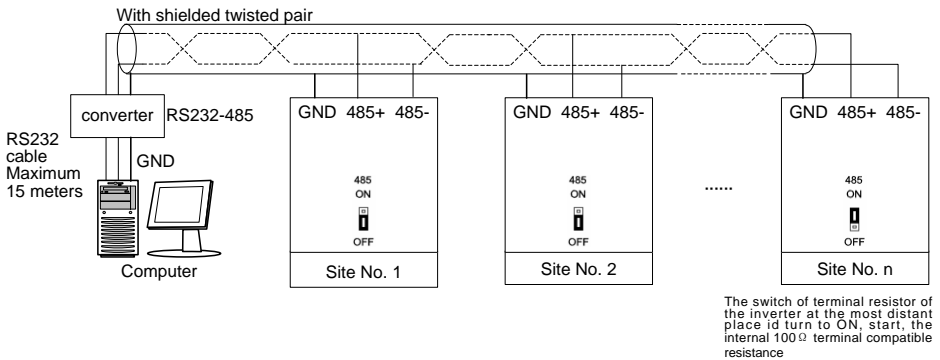 With shielded twisted pair
converter RS232-485
RS232
cable
Maximum
15 meters
GND
Computer
GND 485+ 485-
485
ON
OFF
Site No. 1
GND 485+ 485-
485
ON
OFF
Site No. 2
......
GND 485+ 485-
485
ON
OFF
Site No. n
The switch of terminal resistor of
the inverter at the most distant
place id turn to ON, start, the
internal 100Ω terminal compatible
resistance